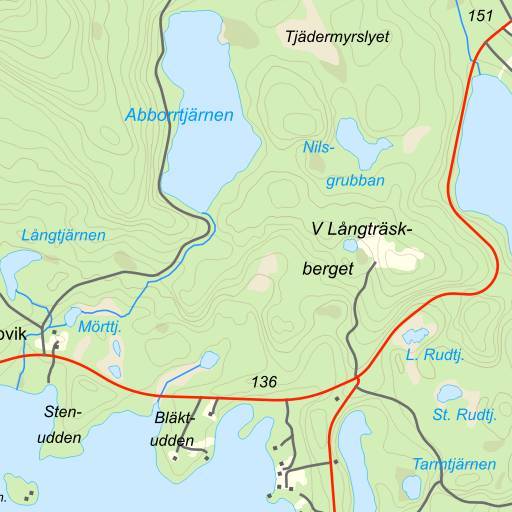 151
Tjädermyrslyet
Abborrtjärnen
Nils-
grubban
Långtjärnen
V Långträsk-
berget
Mörttj.
vik
L. Rudtj.
136
Sten-
udden
Bläkt-
udden
St. Rudtj.
Tarmtjärnen
n.